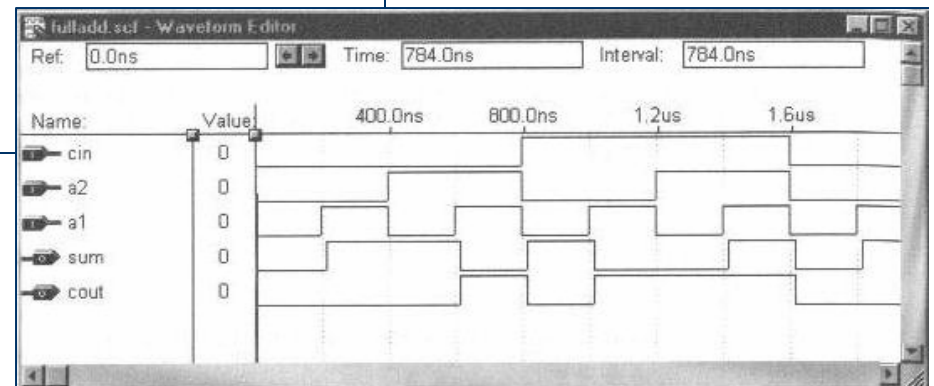 fulladd.scf - Waveform Editor
Ref: 0.0ns Time: 784.0ns Interval: 784.0ns
Name: Value: 400.0ns 800.0ns 1.2us 1.6us
cin 0
a2 0
a1 0
sum 0
cout 0